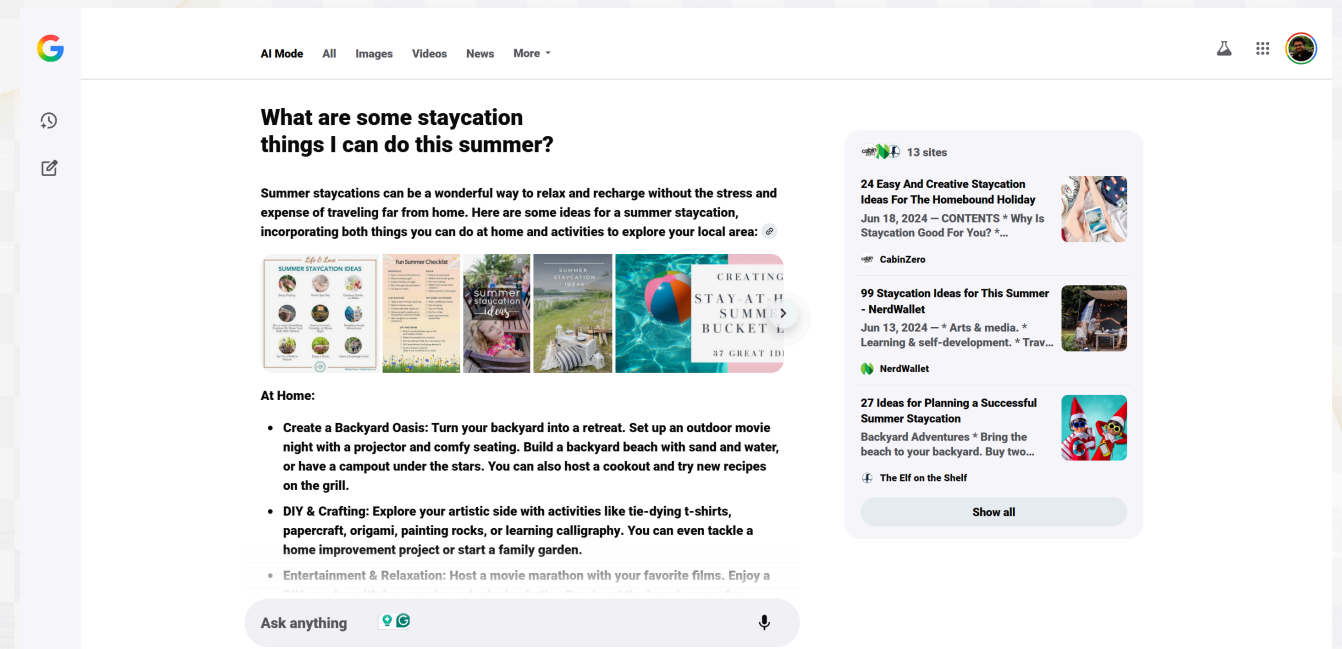 AI Mode
All
Images
Videos
News
More
What are some staycation
things I can do this summer?
Summer staycations can be a wonderful way to relax and recharge without the stress and
expense of traveling far from home. Here are some ideas for a summer staycation,
incorporating both things you can do at home and activities to explore your local area:
Life & Love
SUMMER STAYCATION IDEAS
Fun Summer Checklist
summer
staycation
ideas
SUMMER
STAYCATION
IDEAS
CREATING
STAY-AT-H
SUMME
BUCKET L
37 GREAT IDE
At Home:
• Create a Backyard Oasis: Turn your backyard into a retreat. Set up an outdoor movie
night with a projector and comfy seating. Build a backyard beach with sand and water,
or have a campout under the stars. You can also host a cookout and try new recipes
on the grill.
• DIY & Crafting: Explore your artistic side with activities like tie-dying t-shirts,
papercraft, origami, painting rocks, or learning calligraphy. You can even tackle a
home improvement project or start a family garden.
• Entertainment & Relaxation: Host a movie marathon with your favorite films. Enjoy a
Ask anything
13 sites
24 Easy And Creative Staycation
Ideas For The Homebound Holiday
Jun 18, 2024 — CONTENTS * Why Is
Staycation Good For You? *...
CabinZero
99 Staycation Ideas for This Summer
- NerdWallet
Jun 13, 2024 — * Arts & media. *
Learning & self-development. * Trav...
NerdWallet
27 Ideas for Planning a Successful
Summer Staycation
Backyard Adventures * Bring the
beach to your backyard. Buy two...
The Elf on the Shelf
Show all